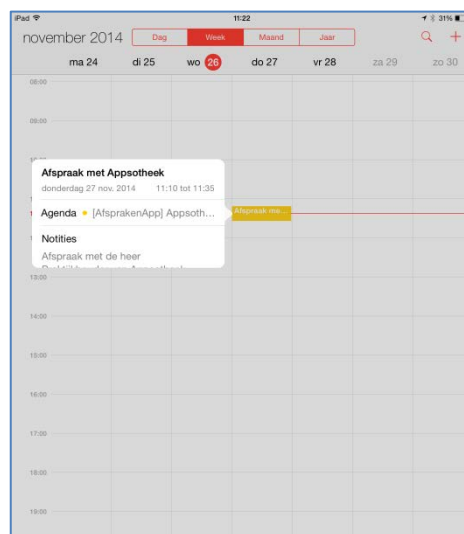 iPad 11:22 31%
november 2014 Dag Week Maand Jaar
ma 24 di 25 wo 26 do 27 vr 28 za 29 zo 30
08:00
09:00
Afspraak met Appsotheek
donderdag 27 nov. 2014 11:10 tot 11:35
Agenda [AfsprakenApp] Appsoth...
Afspraak me...
Notities
Afspraak met de heer
13:00
14:00
15:00
16:00
17:00
18:00
19:00